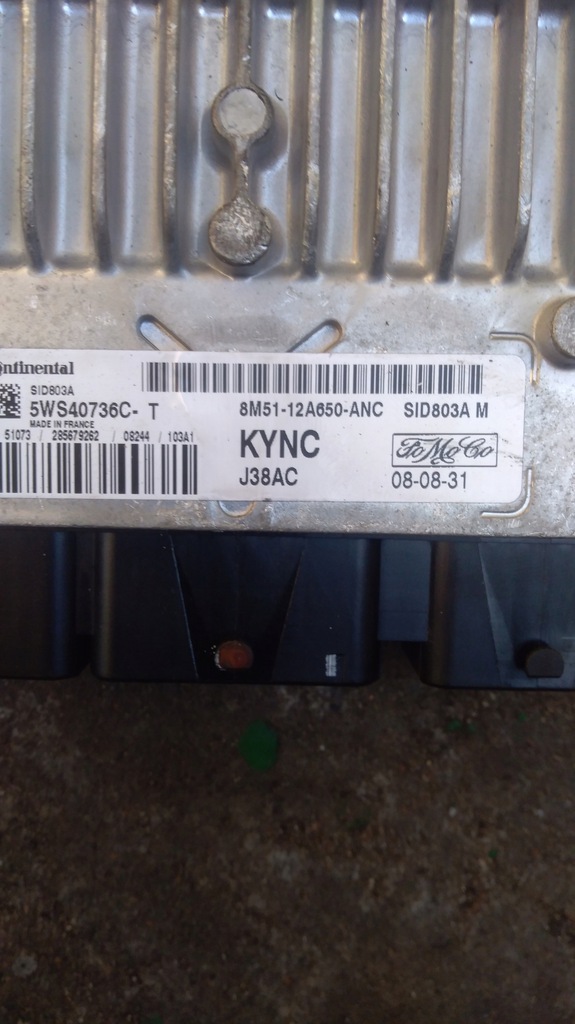 ntinental
SID803A
5WS40736C- T
MADE IN FRANCE
51073 / 285679262 / 08244 / 103A1
8M51-12A650-ANC SID803A M
KYNC
FoMoCo
J38AC
08-08-31